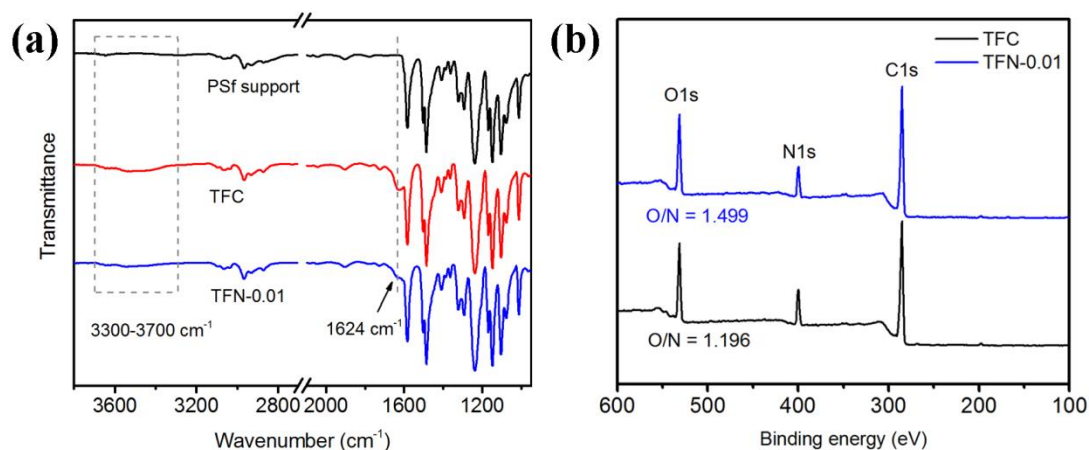 (a)
Transmittance
PSf support
TFC
TFN-0.01
3300-3700 cm⁻¹
1624 cm⁻¹
3600 2800 2000 1600 1200
Wavenumber (cm⁻¹)
(b)
TFC
TFN-0.01
C1s
O1s
N1s
O/N = 1.499
O/N = 1.196
600 500 400 300 200 100
Binding energy (eV)